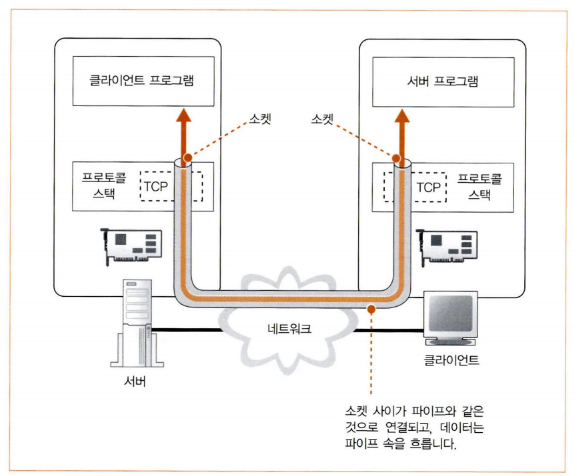 클라이언트 프로그램
서버 프로그램
소켓
소켓
프로토콜
스택
TCP
TCP
프로토콜
스택
네트워크
서버
클라이언트
소켓 사이가 파이프와 같은
것으로 연결되고, 데이터는
파이프 속을 흐릅니다.